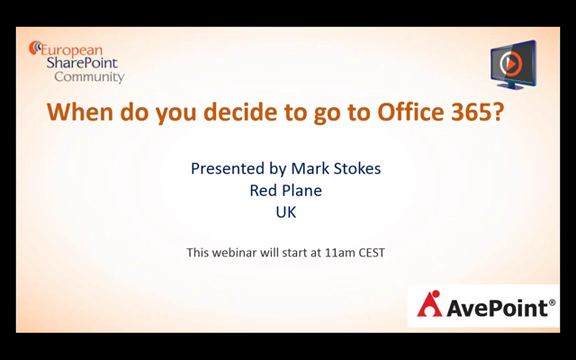 European
SharePoint
Community
When do you decide to go to Office 365?
Presented by Mark Stokes
Red Plane
UK
This webinar will start at 11am CEST
AvePoint®